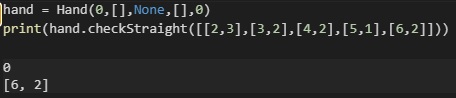 hand = Hand(0,[],None,[],0)
print(hand.checkStraight([[2,3],[3,2],[4,2],[5,1],[6,2]]))
0
[6, 2]